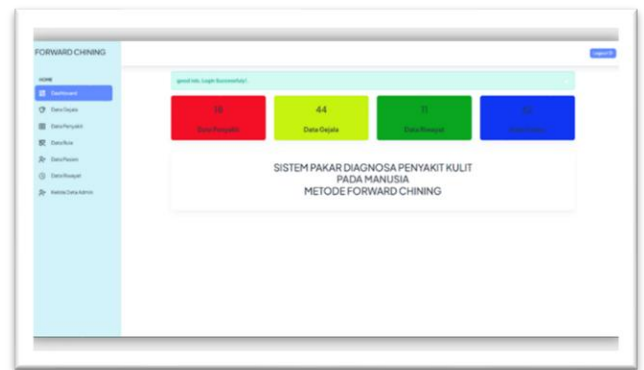 FORWARD CHINING
Logout
HOME
Dashboard
Data Gejala
Data Penyakit
Data Rule
Data Pasien
Data Riwayat
Kelola Data Admin
good Job, Login Successfuly!.
Data Penyakit
44
Data Gejala
11
Data Riwayat
SISTEM PAKAR DIAGNOSA PENYAKIT KULIT
PADA MANUSIA
METODE FORWARD CHINING